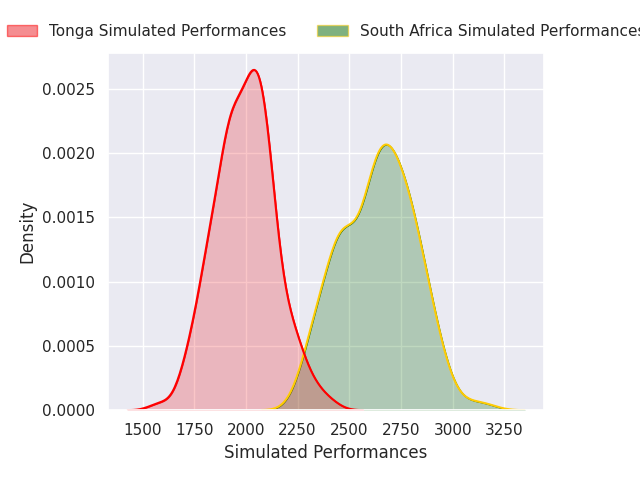 Tonga Simulated Performances South Africa Simulated Performances
0.0025
0.0020
0.0015
0.0010
0.0005
0.0000
Density
1500 1750 2000 2250 2500 2750 3000 3250
Simulated Performances